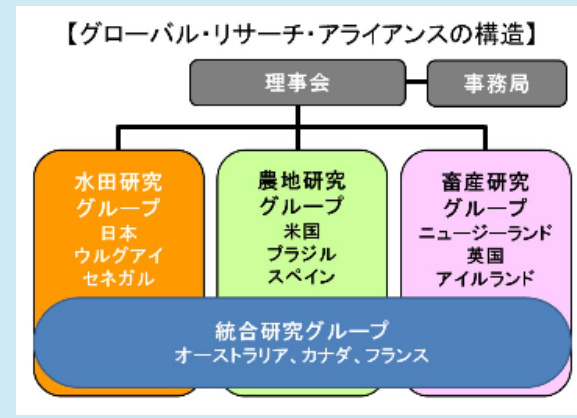 【グローバル・リサーチ・アライアンスの構造】
理事会
事務局
水田研究
グループ
日本
ウルグアイ
セネガル
農地研究
グループ
米国
ブラジル
スペイン
畜産研究
グループ
ニュージーランド
英国
アイルランド
統合研究グループ
オーストラリア、カナダ、フランス